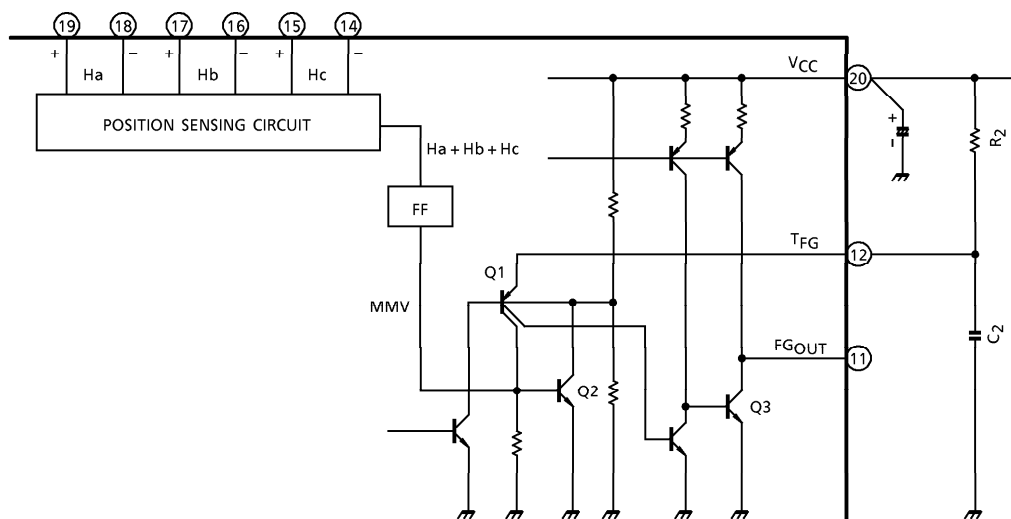 19 18 17 16 15 14
+ − + − + −
Ha Hb Hc
POSITION SENSING CIRCUIT
Ha + Hb + Hc
FF
MMV
VCC
20
+
-
R2
TFG
12
Q1
C2
FGOUT
11
Q2
Q3